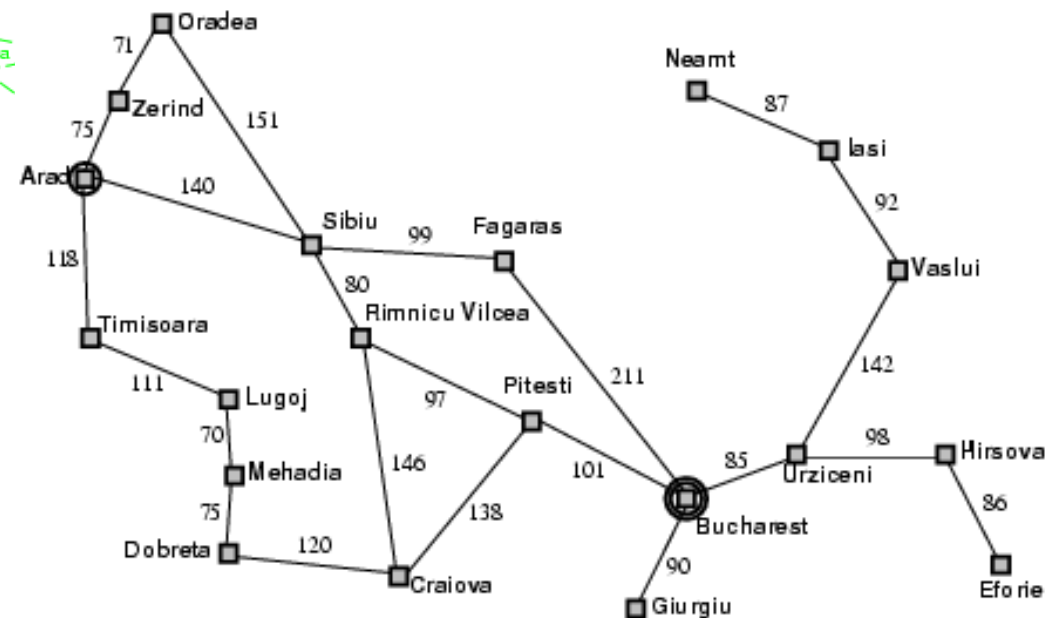 Oradea
71
Neamt
a
Zerind
87
75
151
Iasi
Arad
140
92
Sibiu
Fagaras
99
118
Vaslui
80
Rimnicu Vilcea
Timisoara
142
111
Pitesti
211
Lugoj
97
70
98
Hirsova
85
Mehadia
146
101
Urziceni
75
138
86
Bucharest
120
Dobreta
90
Craiova
Eforie
Giurgiu